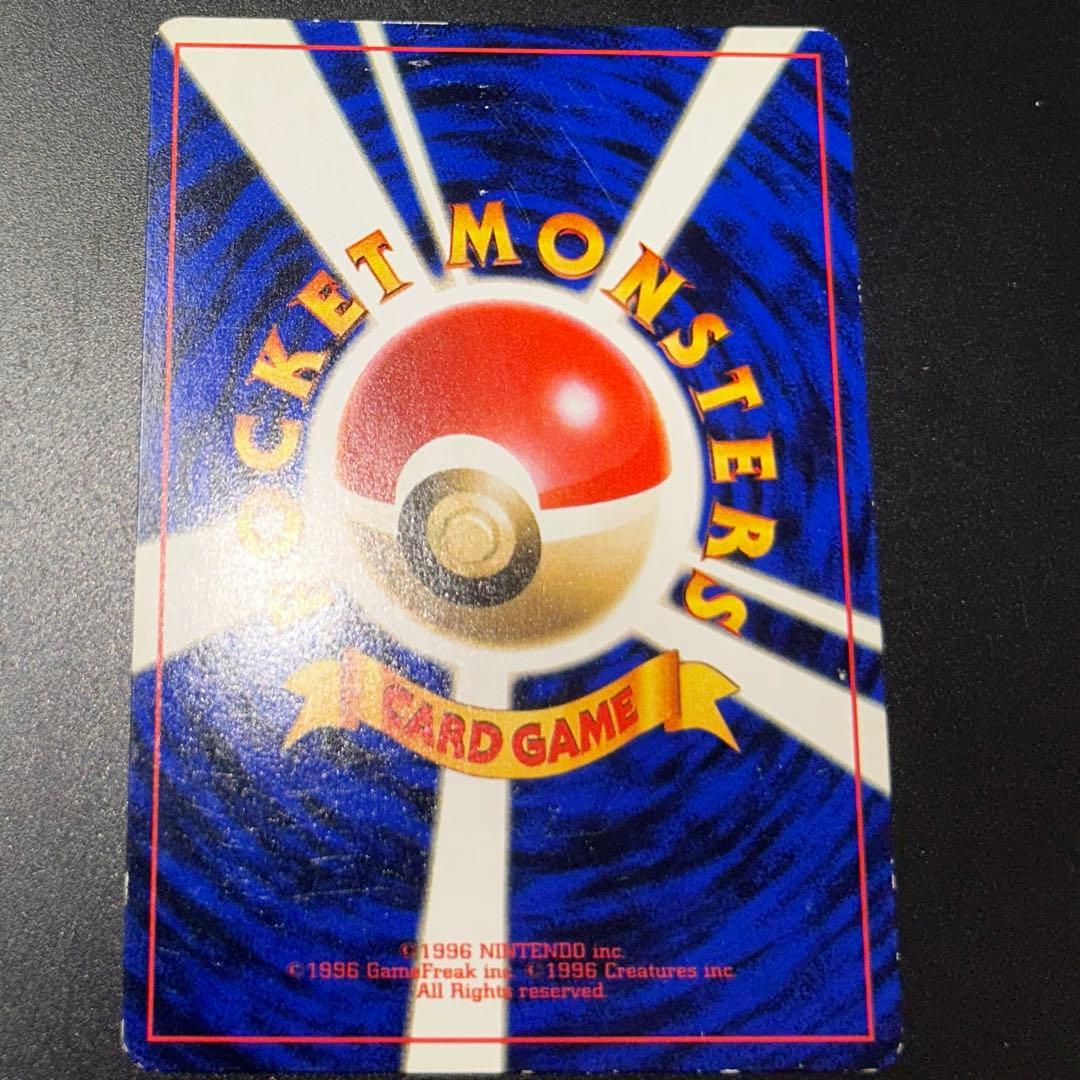 POCKET MONSTERS
CARD GAME
©1996 NINTENDO inc.
©1996 GameFreak inc. ©1996 Creatures inc.
All Rights reserved.